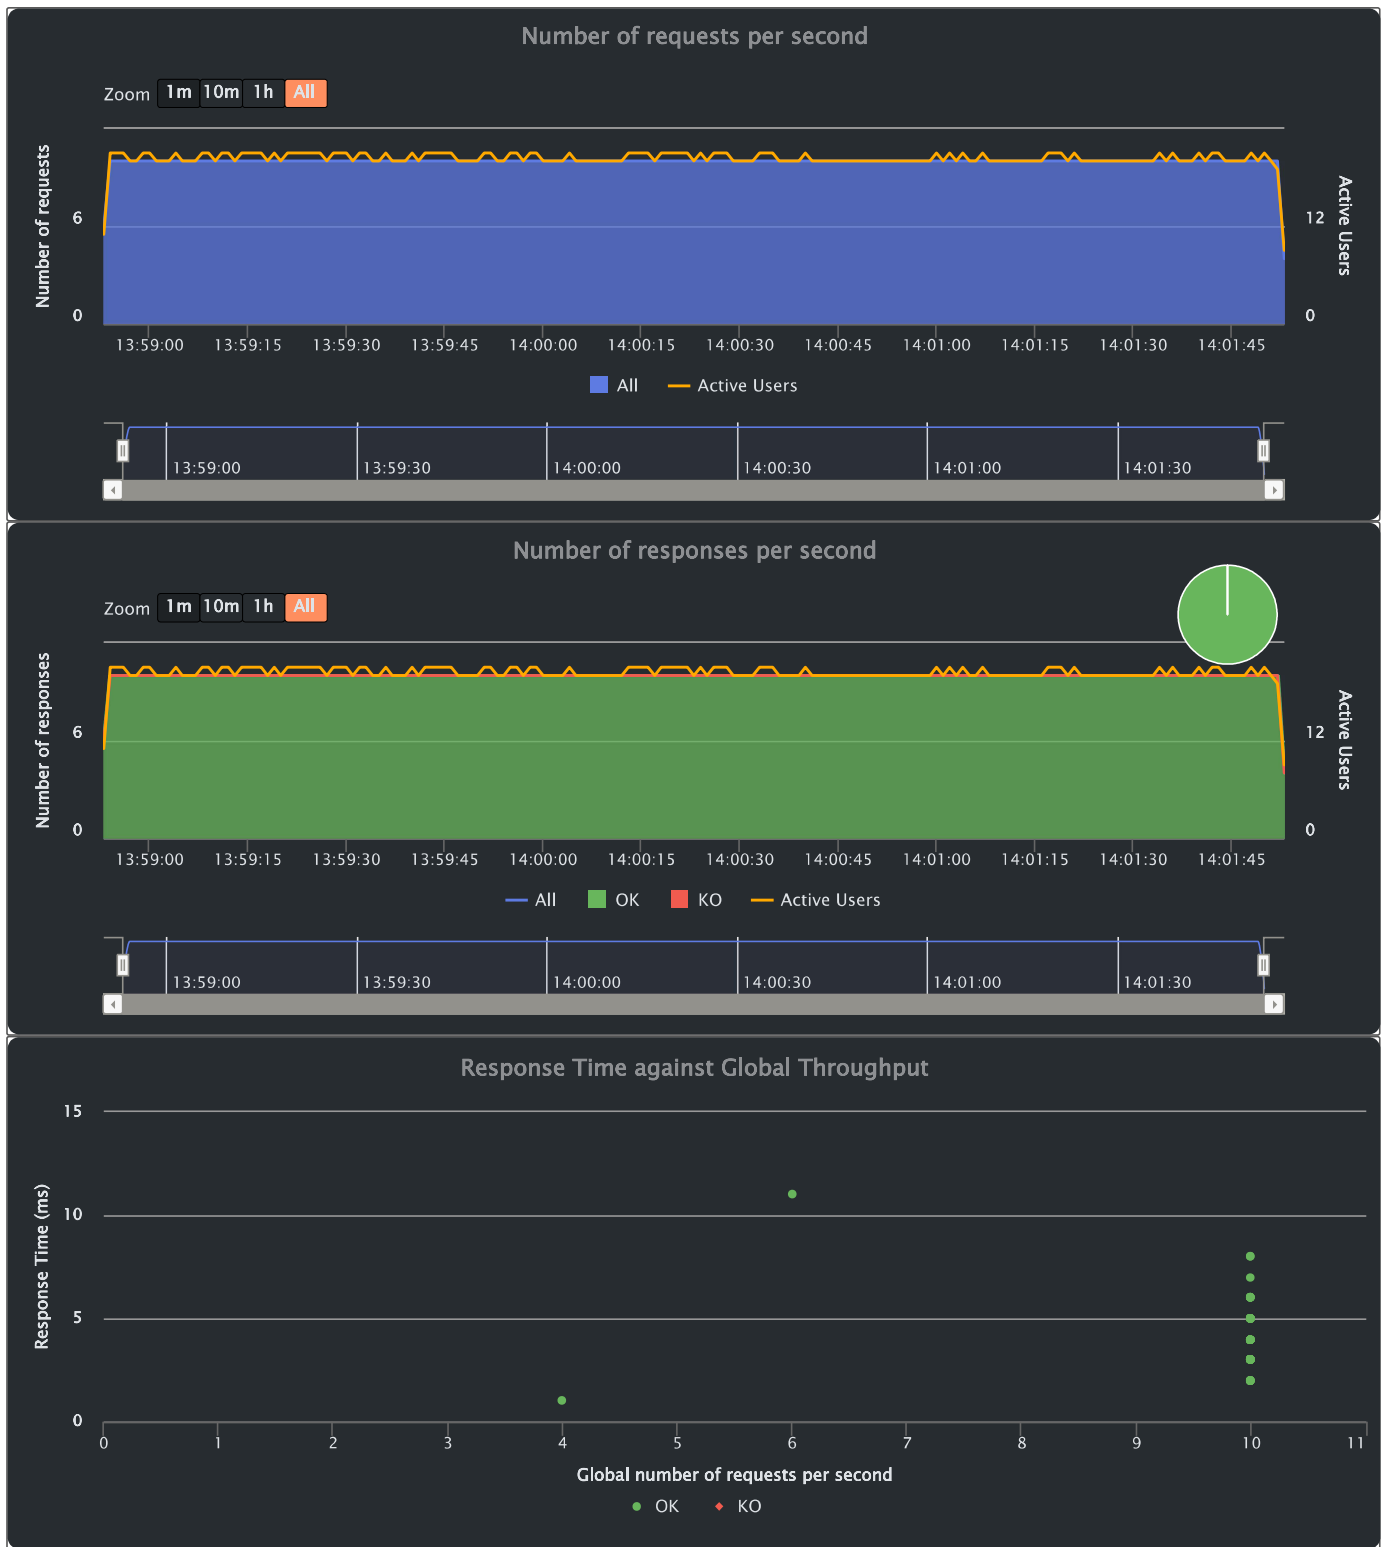 Number of requests per second
Zoom 1m 10m 1h All
Number of requests
6
0
12
0
Active Users
13:59:00 13:59:15 13:59:30 13:59:45 14:00:00 14:00:15 14:00:30 14:00:45 14:01:00 14:01:15 14:01:30 14:01:45
All Active Users
13:59:00 13:59:30 14:00:00 14:00:30 14:01:00 14:01:30
Number of responses per second
Zoom 1m 10m 1h All
Number of responses
6
0
12
0
Active Users
13:59:00 13:59:15 13:59:30 13:59:45 14:00:00 14:00:15 14:00:30 14:00:45 14:01:00 14:01:15 14:01:30 14:01:45
All OK KO Active Users
13:59:00 13:59:30 14:00:00 14:00:30 14:01:00 14:01:30
Response Time against Global Throughput
Response Time (ms)
15
10
5
0
0 1 2 3 4 5 6 7 8 9 10 11
Global number of requests per second
OK KO